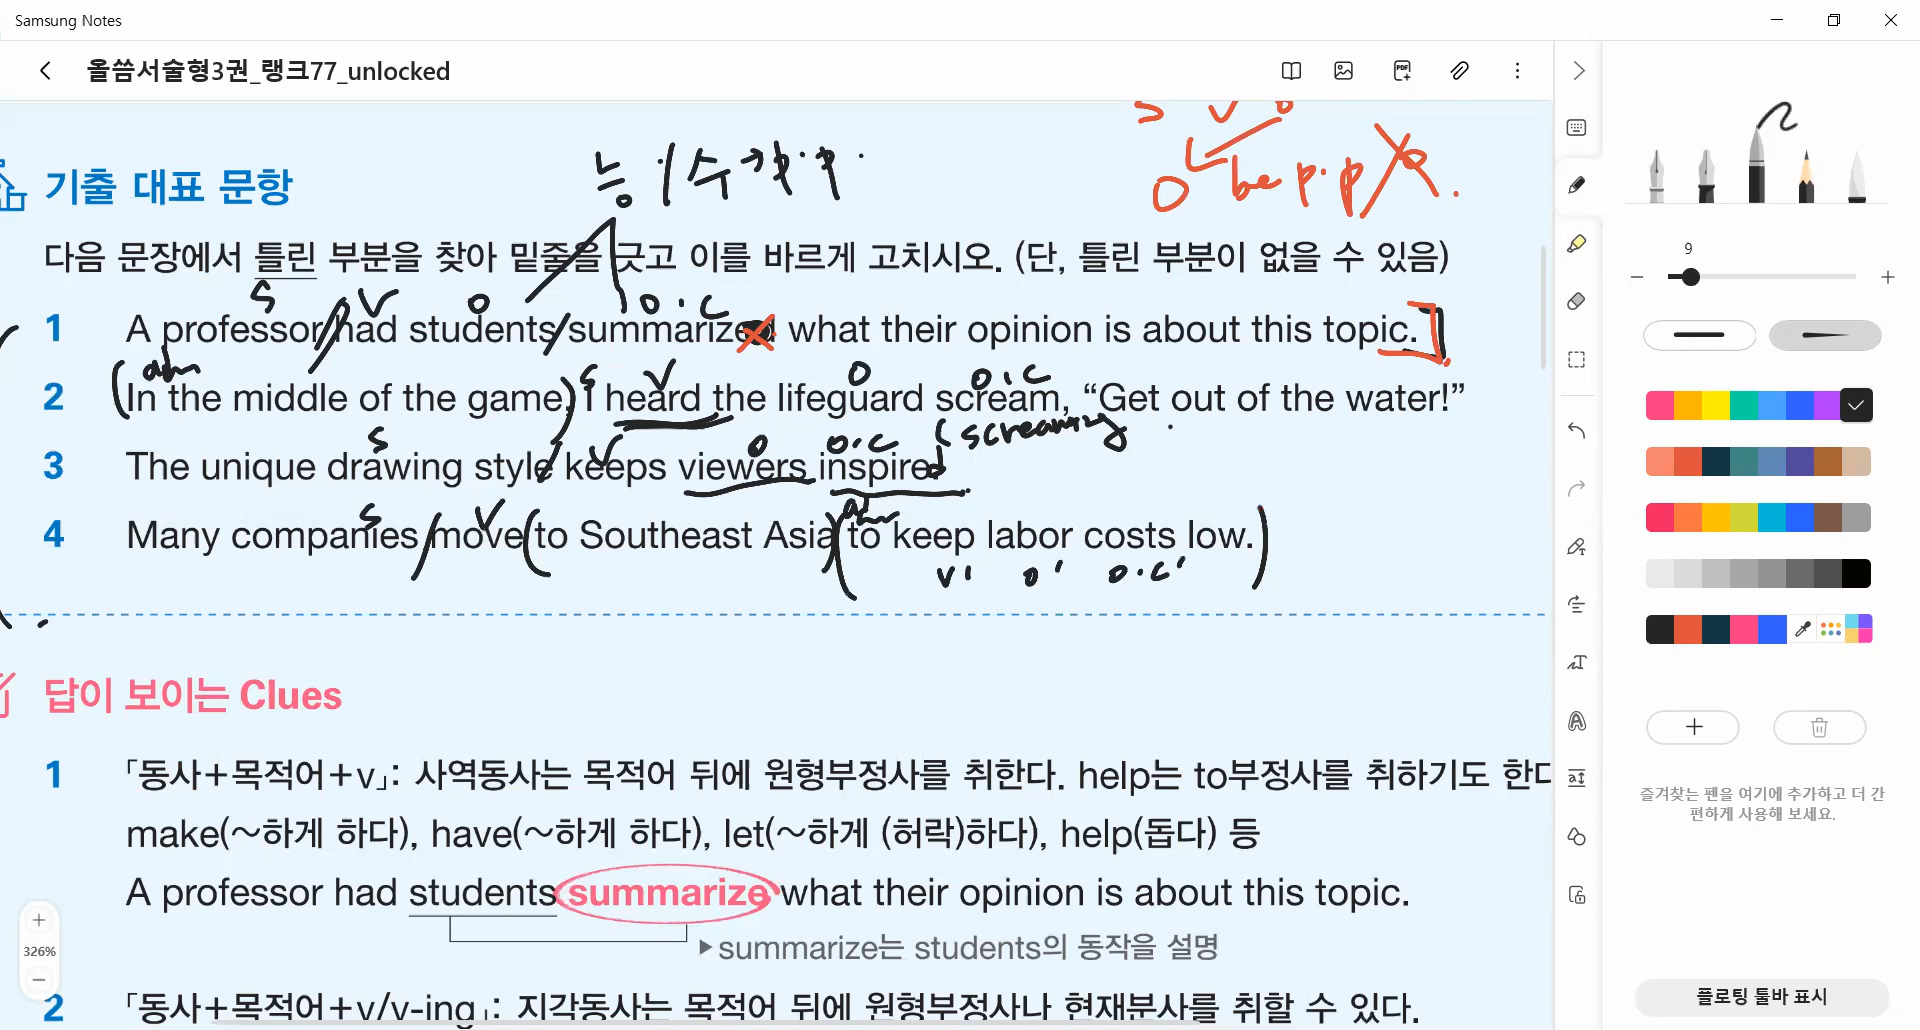 Samsung Notes
올씀서술형3권_랭크77_unlocked
s v o
능/수→p.p.
O be p.p
9
기출 대표 문항
다음 문장에서 틀린 부분을 찾아 밑줄을 긋고 이를 바르게 고치시오. (단, 틀린 부분이 없을 수 있음)
s v o o.c
1 A professor had students summarized what their opinion is about this topic.
s v o o.c
2 In the middle of the game, I heard the lifeguard scream, “Get out of the water!”
s v o o.c screaming
3 The unique drawing style keeps viewers inspired.
s v
4 Many companies move to Southeast Asia to keep labor costs low.
v' o' o.c'
답이 보이는 Clues
1 「동사+목적어+v」: 사역동사는 목적어 뒤에 원형부정사를 취한다. help는 to부정사를 취하기도 한다
make(~하게 하다), have(~하게 하다), let(~하게 (허락)하다), help(돕다) 등
A professor had students summarize what their opinion is about this topic.
▶summarize는 students의 동작을 설명
2 「동사+목적어+v/v-ing」: 지각동사는 목적어 뒤에 원형부정사나 현재분사를 취할 수 있다.
326%
즐겨찾는 펜을 여기에 추가하고 더 간
편하게 사용해 보세요.
플로팅 툴바 표시